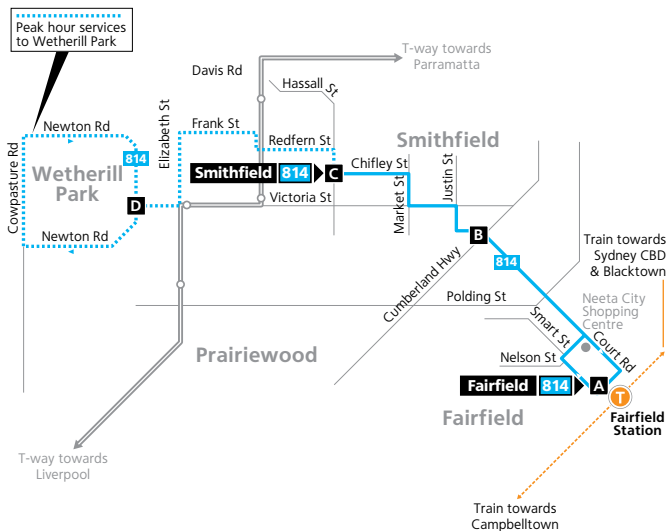 Peak hour services
to Wetherill Park
T-way towards
Parramatta
Davis Rd
Hassall St
Newton Rd
Elizabeth St
Frank St
Redfern St
Smithfield
814
Cowpasture Rd
Wetherill
Park
Smithfield 814 C
Chifley St
Market St
Justin St
D
Victoria St
Newton Rd
B
814
Cumberland Hwy
Train towards
Sydney CBD
& Blacktown
Polding St
Neeta City
Shopping
Centre
Smart St
Court Rd
Prairiewood
Nelson St
Fairfield 814 A
T
Fairfield
Fairfield
Station
T-way towards
Liverpool
Train towards
Campbelltown